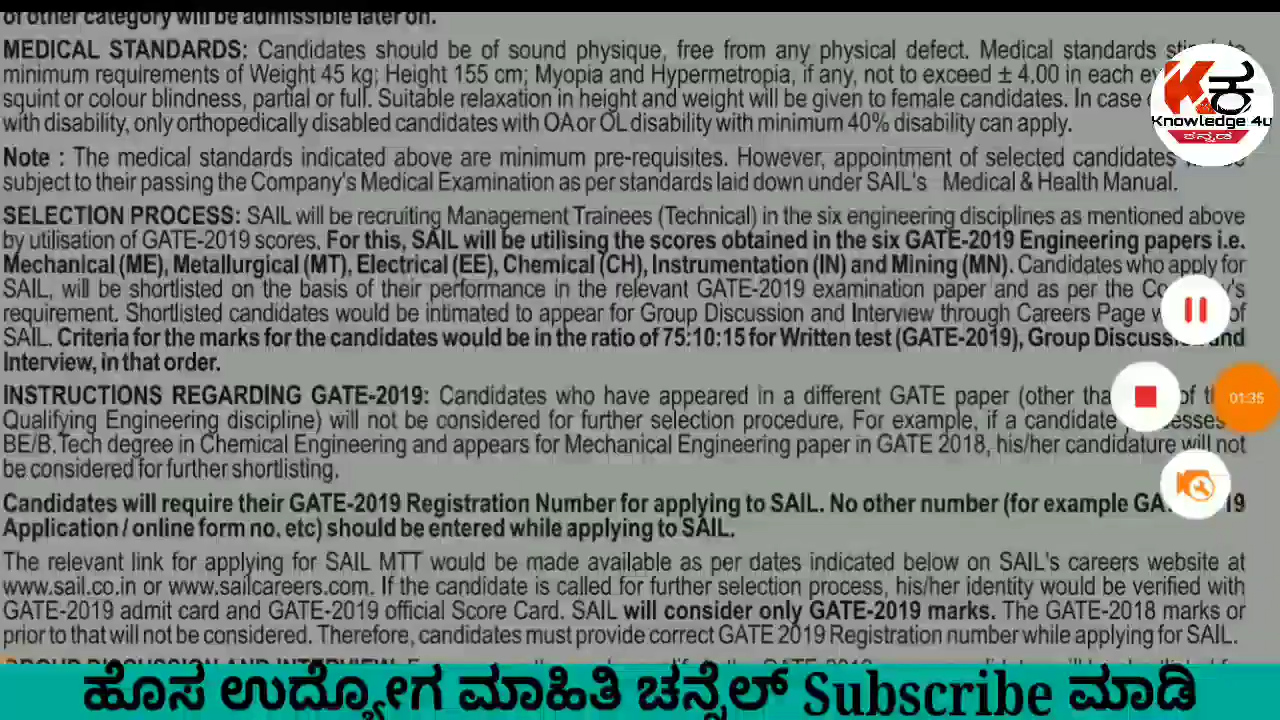 of other category will be admissible later on.
MEDICAL STANDARDS: Candidates should be of sound physique, free from any physical defect. Medical standards
minimum requirements of Weight 45 kg; Height 155 cm; Myopia and Hypermetropia, if any, not to exceed ± 4.00 in each
squint or colour blindness, partial or full. Suitable relaxation in height and weight will be given to female candidates. In case
with disability, only orthopedically disabled candidates with OA or OL disability with minimum 40% disability can apply.
Note : The medical standards indicated above are minimum pre-requisites. However, appointment of selected candidates
subject to their passing the Company's Medical Examination as per standards laid down under SAIL's Medical & Health Manual.
SELECTION PROCESS: SAIL will be recruiting Management Trainees (Technical) in the six engineering disciplines as mentioned above
by utilisation of GATE-2019 scores. For this, SAIL will be utilising the scores obtained in the six GATE-2019 Engineering papers i.e.
Mechanical (ME), Metallurgical (MT), Electrical (EE), Chemical (CH), Instrumentation (IN) and Mining (MN). Candidates who apply for
SAIL, will be shortlisted on the basis of their performance in the relevant GATE-2019 examination paper and as per the
requirement. Shortlisted candidates would be intimated to appear for Group Discussion and Interview through Careers Page of
SAIL. Criteria for the marks for the candidates would be in the ratio of 75:10:15 for Written test (GATE-2019), Group Discussion and
Interview, in that order.
INSTRUCTIONS REGARDING GATE-2019: Candidates who have appeared in a different GATE paper (other
Qualifying Engineering discipline) will not be considered for further selection procedure. For example, if a candidate
BE/B.Tech degree in Chemical Engineering and appears for Mechanical Engineering paper in GATE 2018, his/her candidature will not
be considered for further shortlisting.
Candidates will require their GATE-2019 Registration Number for applying to SAIL. No other number (for example
Application / online form no. etc) should be entered while applying to SAIL.
The relevant link for applying for SAIL MTT would be made available as per dates indicated below on SAIL's careers website at
www.sail.co.in or www.sailcareers.com. If the candidate is called for further selection process, his/her identity would be verified with
GATE-2019 admit card and GATE-2019 official Score Card. SAIL will consider only GATE-2019 marks. The GATE-2018 marks or
prior to that will not be considered. Therefore, candidates must provide correct GATE 2019 Registration number while applying for SAIL.
Kಕ
Knowledge 4u
ಕನ್ನಡ
01:35
ಹೊಸ ಉದ್ಯೋಗ ಮಾಹಿತಿ ಚನ್ನೆಲ್ Subscribe ಮಾಡಿ